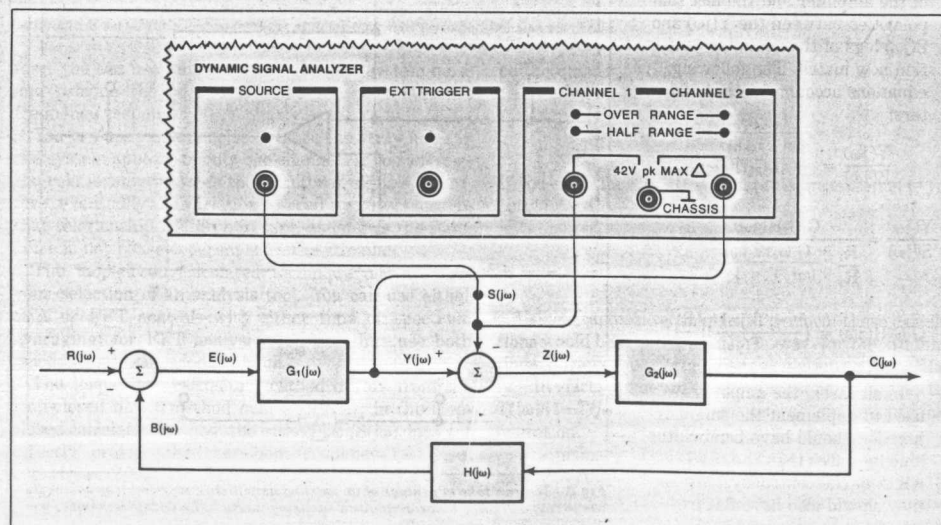 DYNAMIC SIGNAL ANALYZER
SOURCE
EXT TRIGGER
CHANNEL 1
CHANNEL 2
OVER RANGE
HALF RANGE
42V pk MAX
CHASSIS
S(jω)
R(jω) +
Σ
E(jω)
G₁(jω)
Y(jω) +
Σ
Z(jω)
G₂(jω)
C(jω)
B(jω)
H(jω)